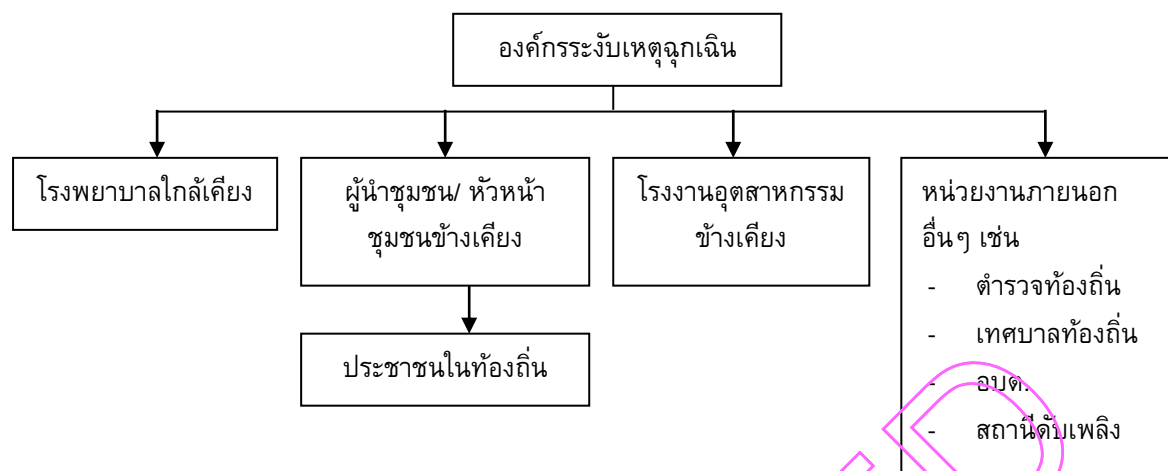 องค์กรระงับเหตุฉุกเฉิน
โรงพยาบาลใกล้เคียง
ผู้นำชุมชน/ หัวหน้า
ชุมชนข้างเคียง
โรงงานอุตสาหกรรม
ข้างเคียง
หน่วยงานภายนอก
อื่นๆ เช่น
- ตำรวจท้องถิ่น
- เทศบาลท้องถิ่น
- อบต.
- สถานีดับเพลิง
ประชาชนในท้องถิ่น